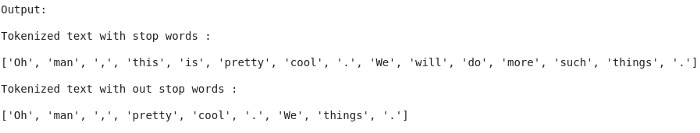 Output:
Tokenized text with stop words :
['Oh', 'man', ',', 'this', 'is', 'pretty', 'cool', '.', 'We', 'will', 'do', 'more', 'such', 'things', '.']
Tokenized text with out stop words :
['Oh', 'man', ',', 'pretty', 'cool', '.', 'We', 'things', '.']